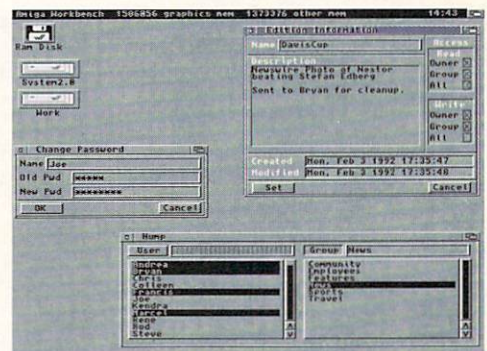 Amiga Workbench 1506856 graphics mem 1373376 other mem 14:43
Ram Disk
System2.0
Work
Edition Information
Name DavisCup
Description
Newswire Photo of Nestor
beating Stefan Edberg
Sent to Bryan for cleanup.
Access
Read
Owner
Group
All
Write
Owner
Group
All
Created Mon, Feb 3 1992 17:35:47
Modified Mon, Feb 3 1992 17:35:48
Set Cancel
Change Password
Name Joe
Old Pwd *****
New Pwd ********
OK Cancel
User
Group News
Andrea
Bryan
Chris
Colleen
Francis
Joe
Kendra
Marcel
Rene
Rod
Steve
Community
Employees
Features
News
Sports
Travel